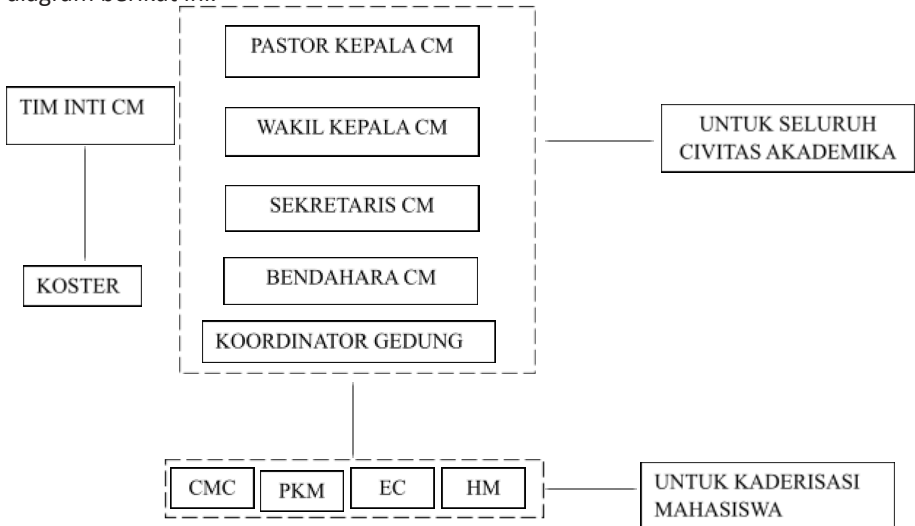 PASTOR KEPALA CM
TIM INTI CM
WAKIL KEPALA CM
UNTUK SELURUH
CIVITAS AKADEMIKA
SEKRETARIS CM
KOSTER
BENDAHARA CM
KOORDINATOR GEDUNG
CMC
PKM
EC
HM
UNTUK KADERISASI
MAHASISWA